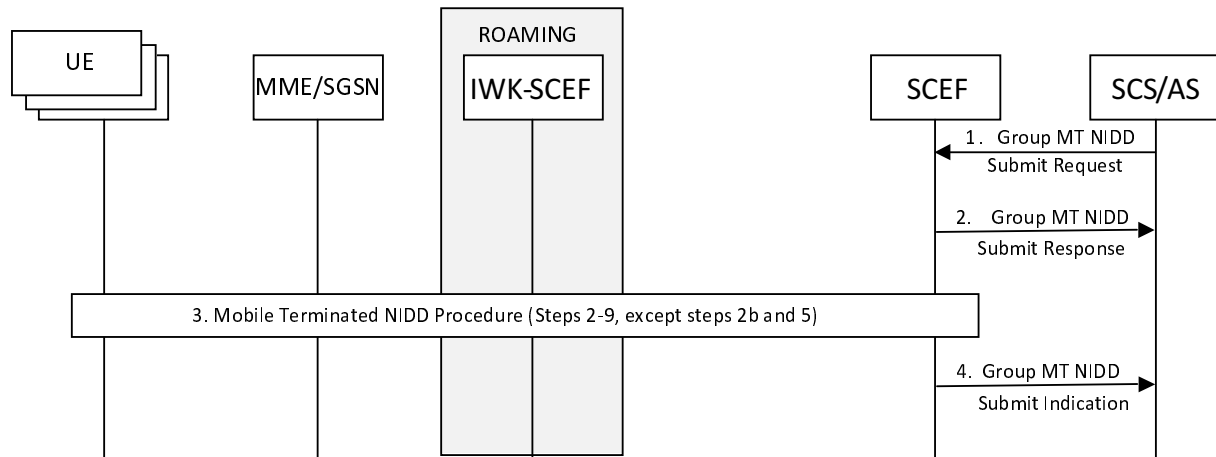 ROAMING
UE
MME/SGSN
IWK-SCEF
SCEF
SCS/AS
1. Group MT NIDD
Submit Request
2. Group MT NIDD
Submit Response
3. Mobile Terminated NIDD Procedure (Steps 2-9, except steps 2b and 5)
4. Group MT NIDD
Submit Indication